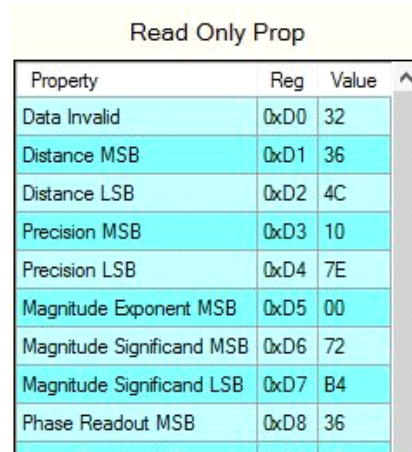 Read Only Prop
Property Reg Value
Data Invalid 0xD0 32
Distance MSB 0xD1 36
Distance LSB 0xD2 4C
Precision MSB 0xD3 10
Precision LSB 0xD4 7E
Magnitude Exponent MSB 0xD5 00
Magnitude Significand MSB 0xD6 72
Magnitude Significand LSB 0xD7 B4
Phase Readout MSB 0xD8 36